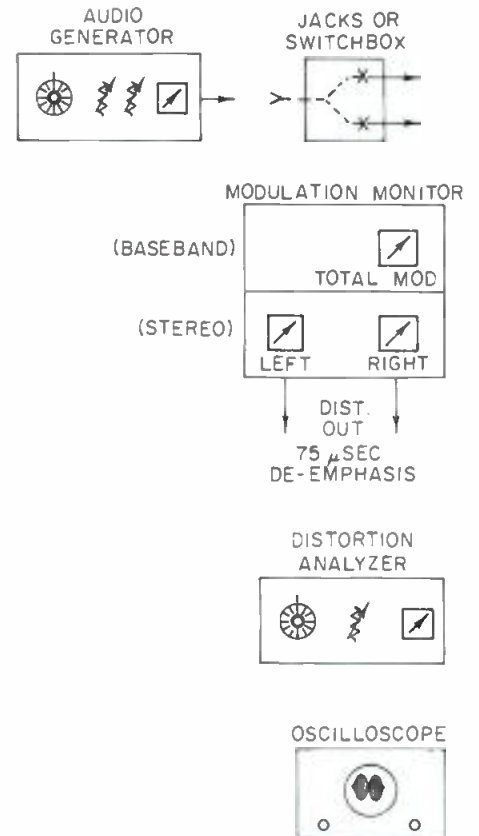 AUDIO
GENERATOR
JACKS OR
SWITCHBOX
MODULATION MONITOR
(BASEBAND)
TOTAL MOD
(STEREO)
LEFT
RIGHT
DIST.
OUT
75 μSEC
DE-EMPHASIS
DISTORTION
ANALYZER
OSCILLOSCOPE